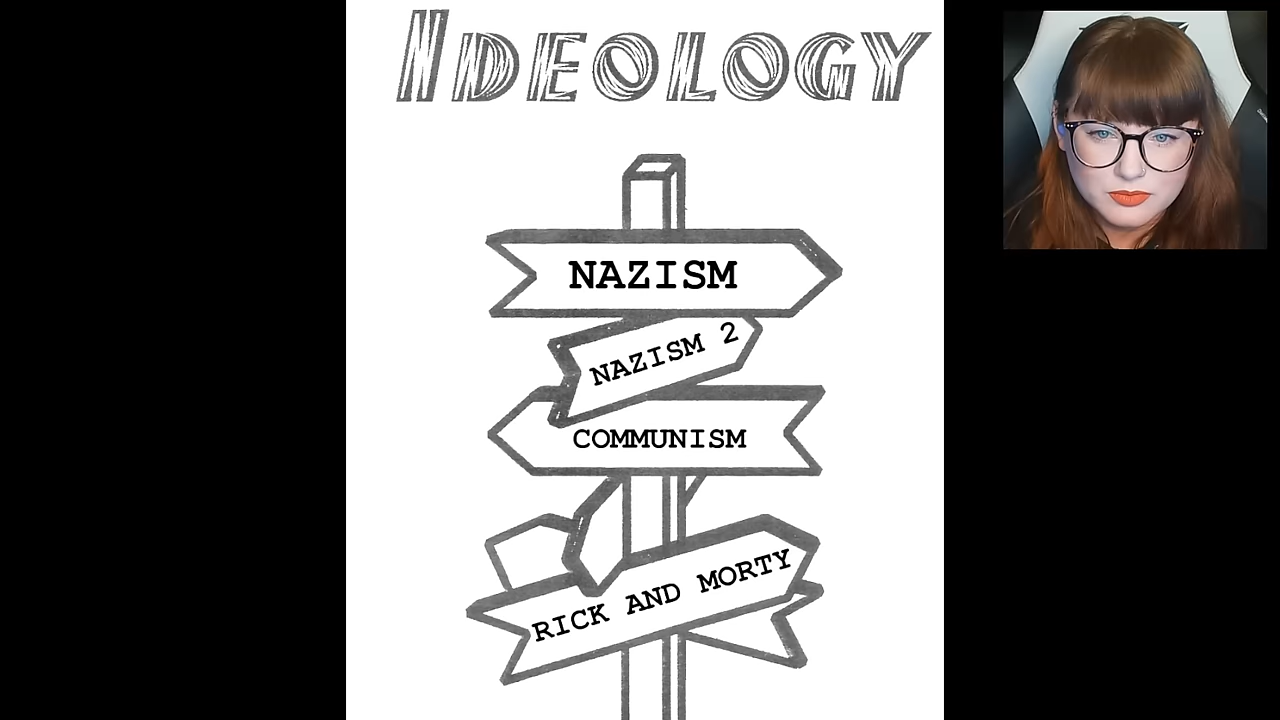 IDEOLOGY
NAZISM
NAZISM 2
COMMUNISM
RICK AND MORTY